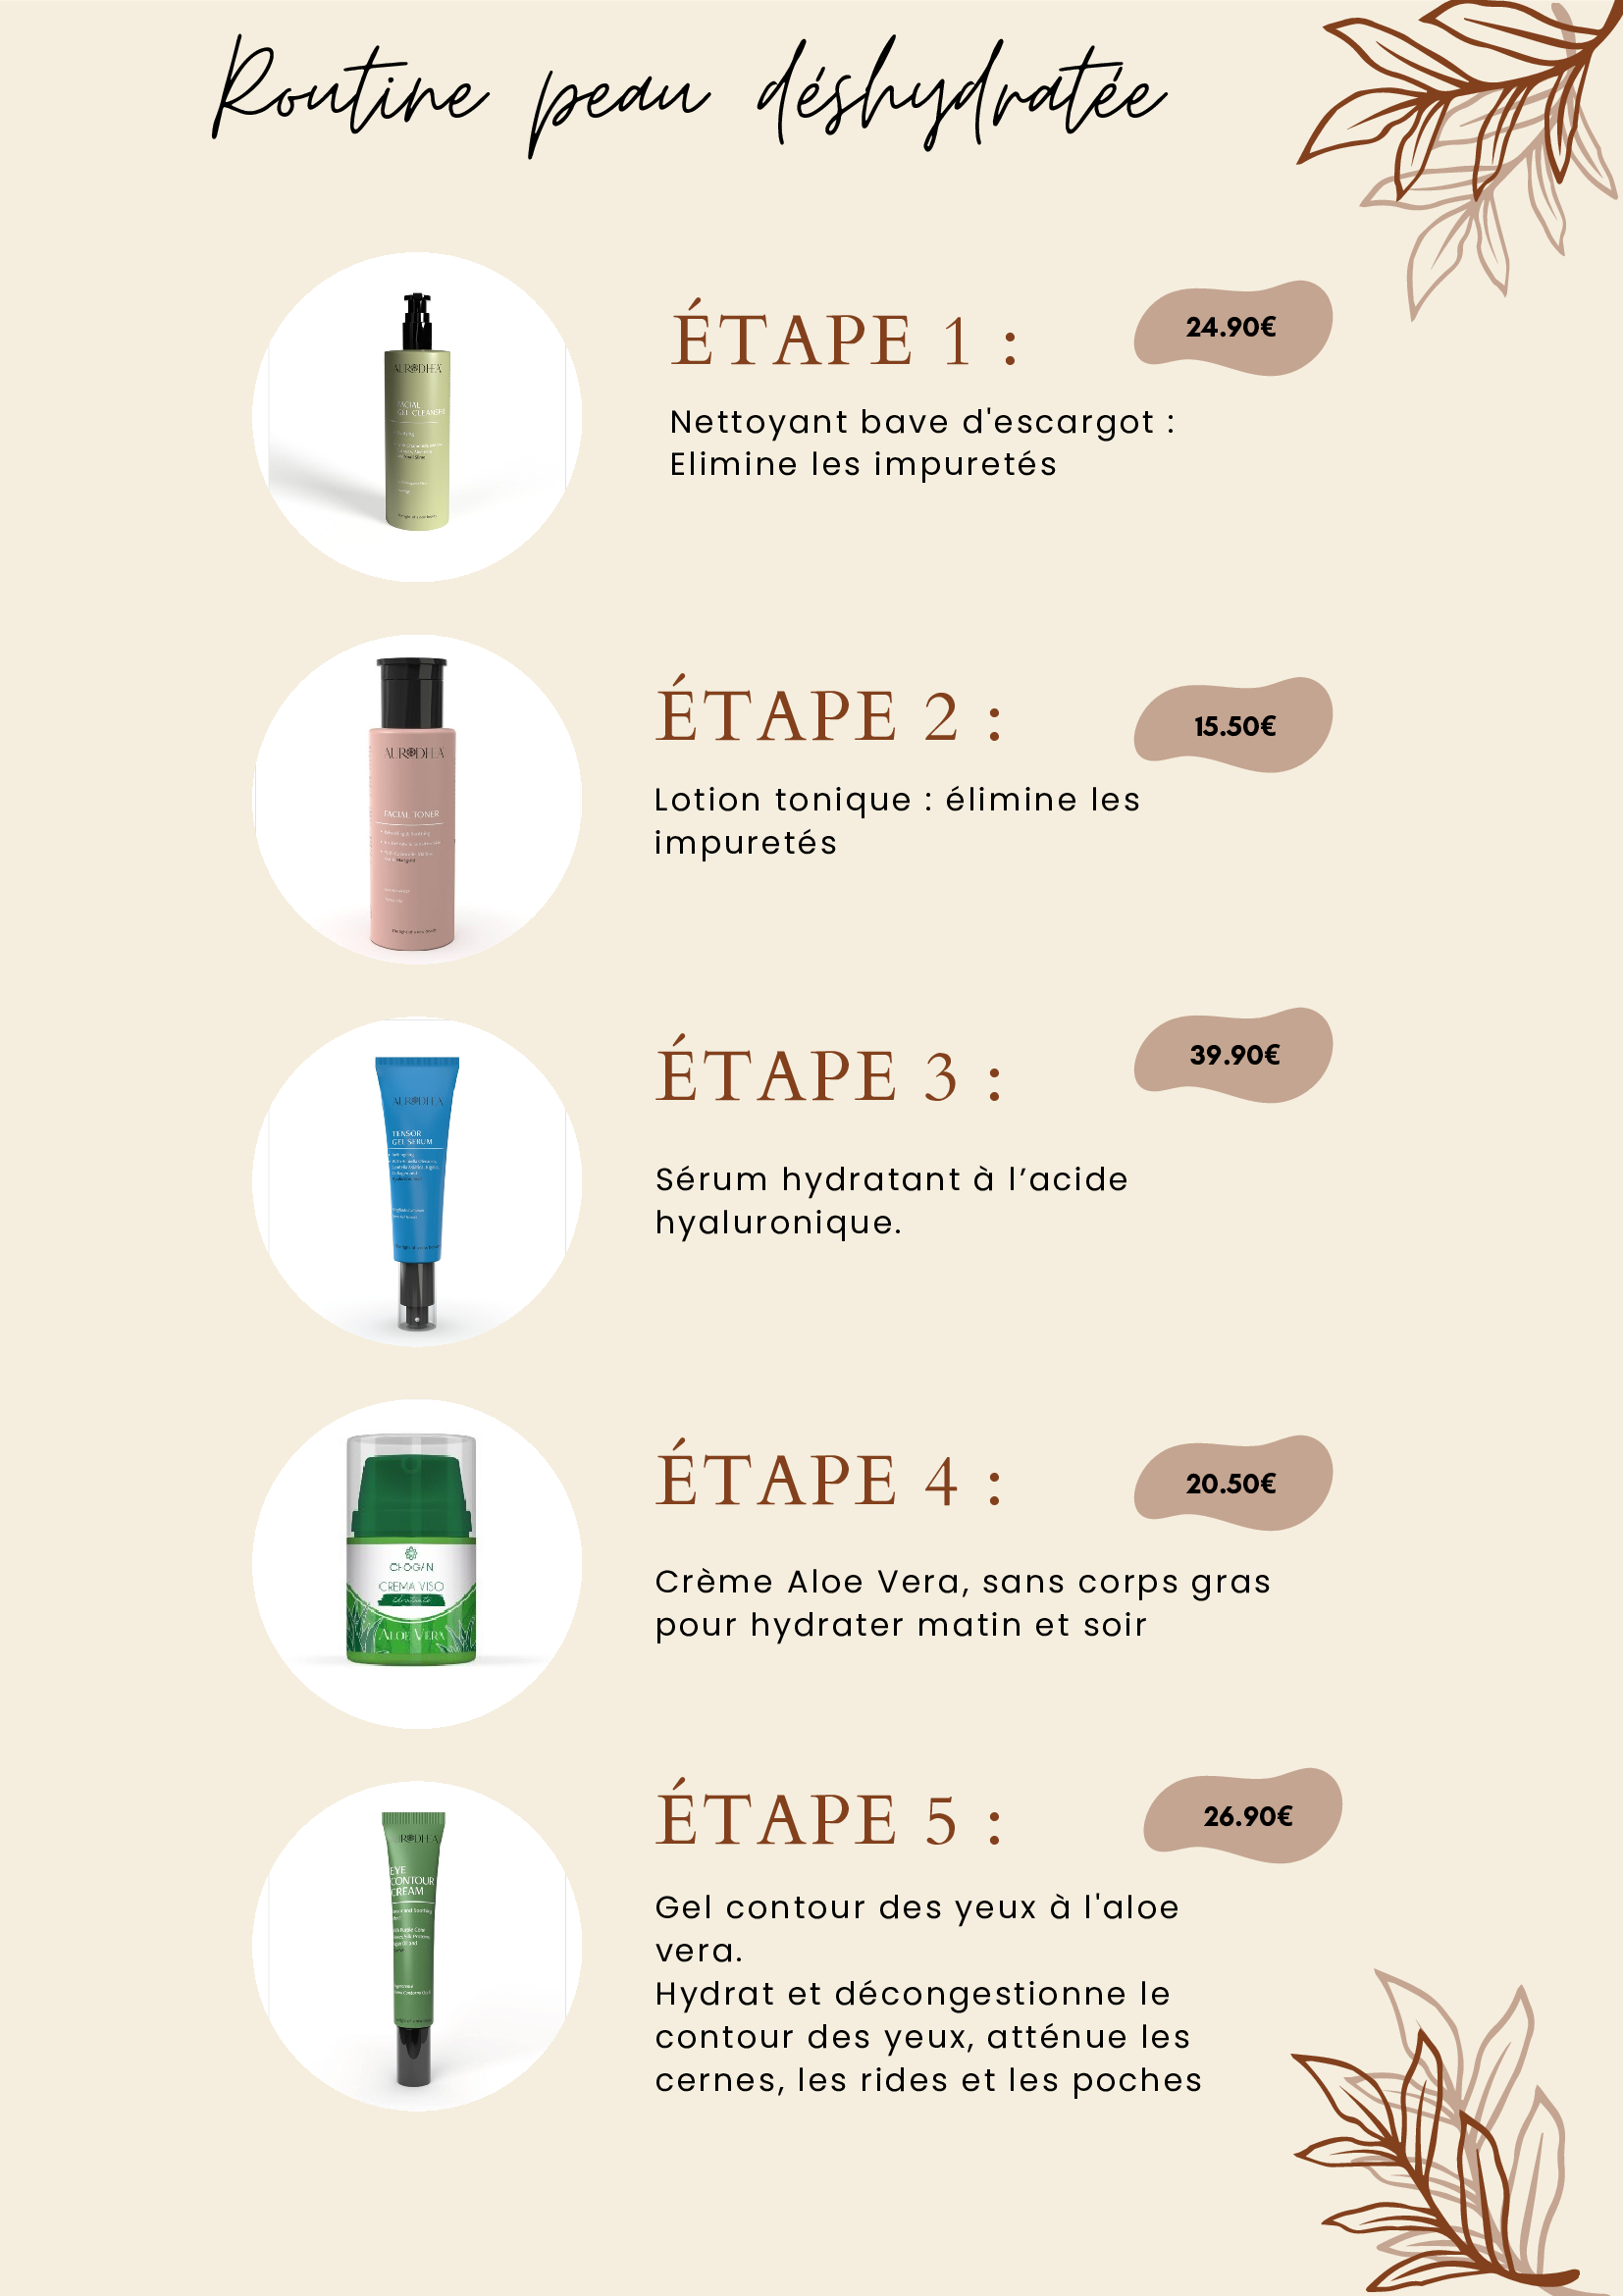 Routine peau déshydratée
ÉTAPE 1 :
24.90€
Nettoyant bave d'escargot :
Elimine les impuretés
AURODHEA
FACIAL
GEL CLEANSER
ÉTAPE 2 :
15.50€
Lotion tonique : élimine les
impuretés
AURODHEA
FACIAL TONER
ÉTAPE 3 :
39.90€
Sérum hydratant à l’acide
hyaluronique.
AURODHEA
TENSOR
GEL SERUM
ÉTAPE 4 :
20.50€
Crème Aloe Vera, sans corps gras
pour hydrater matin et soir
CHOGAN
CREMA VISO
idratante
ALOE VERA
ÉTAPE 5 :
26.90€
Gel contour des yeux à l'aloe
vera.
Hydrat et décongestionne le
contour des yeux, atténue les
cernes, les rides et les poches
AURODHEA
EYE
CONTOUR
CREAM